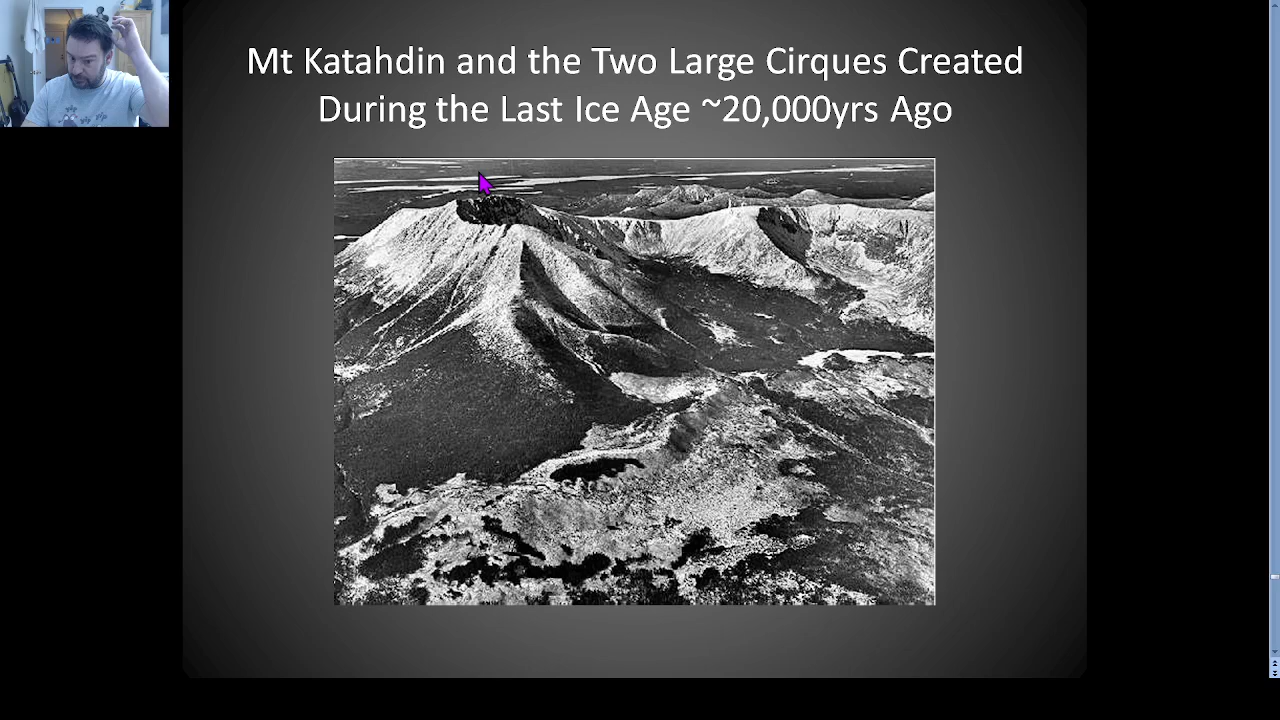 Mt Katahdin and the Two Large Cirques Created
During the Last Ice Age ~20,000yrs Ago